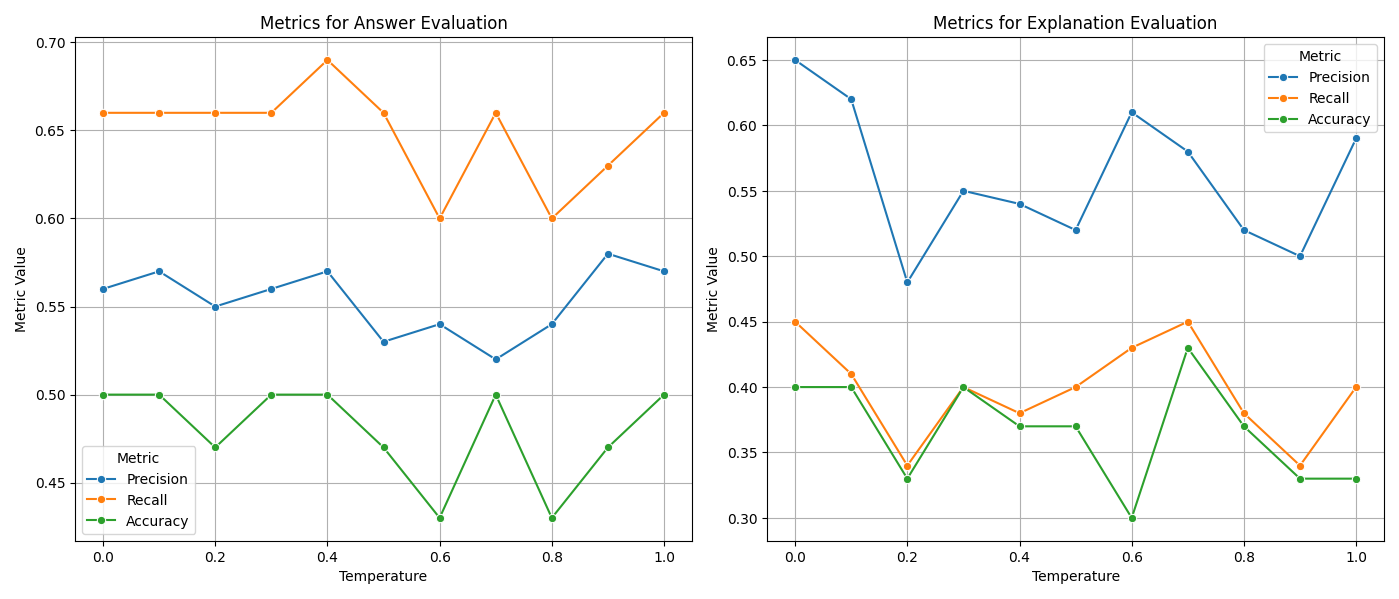 Metrics for Answer Evaluation
Metric Value
0.70
0.65
0.60
0.55
0.50
0.45
Metric
Precision
Recall
Accuracy
0.0 0.2 0.4 0.6 0.8 1.0
Temperature
Metrics for Explanation Evaluation
Metric Value
0.65
0.60
0.55
0.50
0.45
0.40
0.35
0.30
Metric
Precision
Recall
Accuracy
0.0 0.2 0.4 0.6 0.8 1.0
Temperature